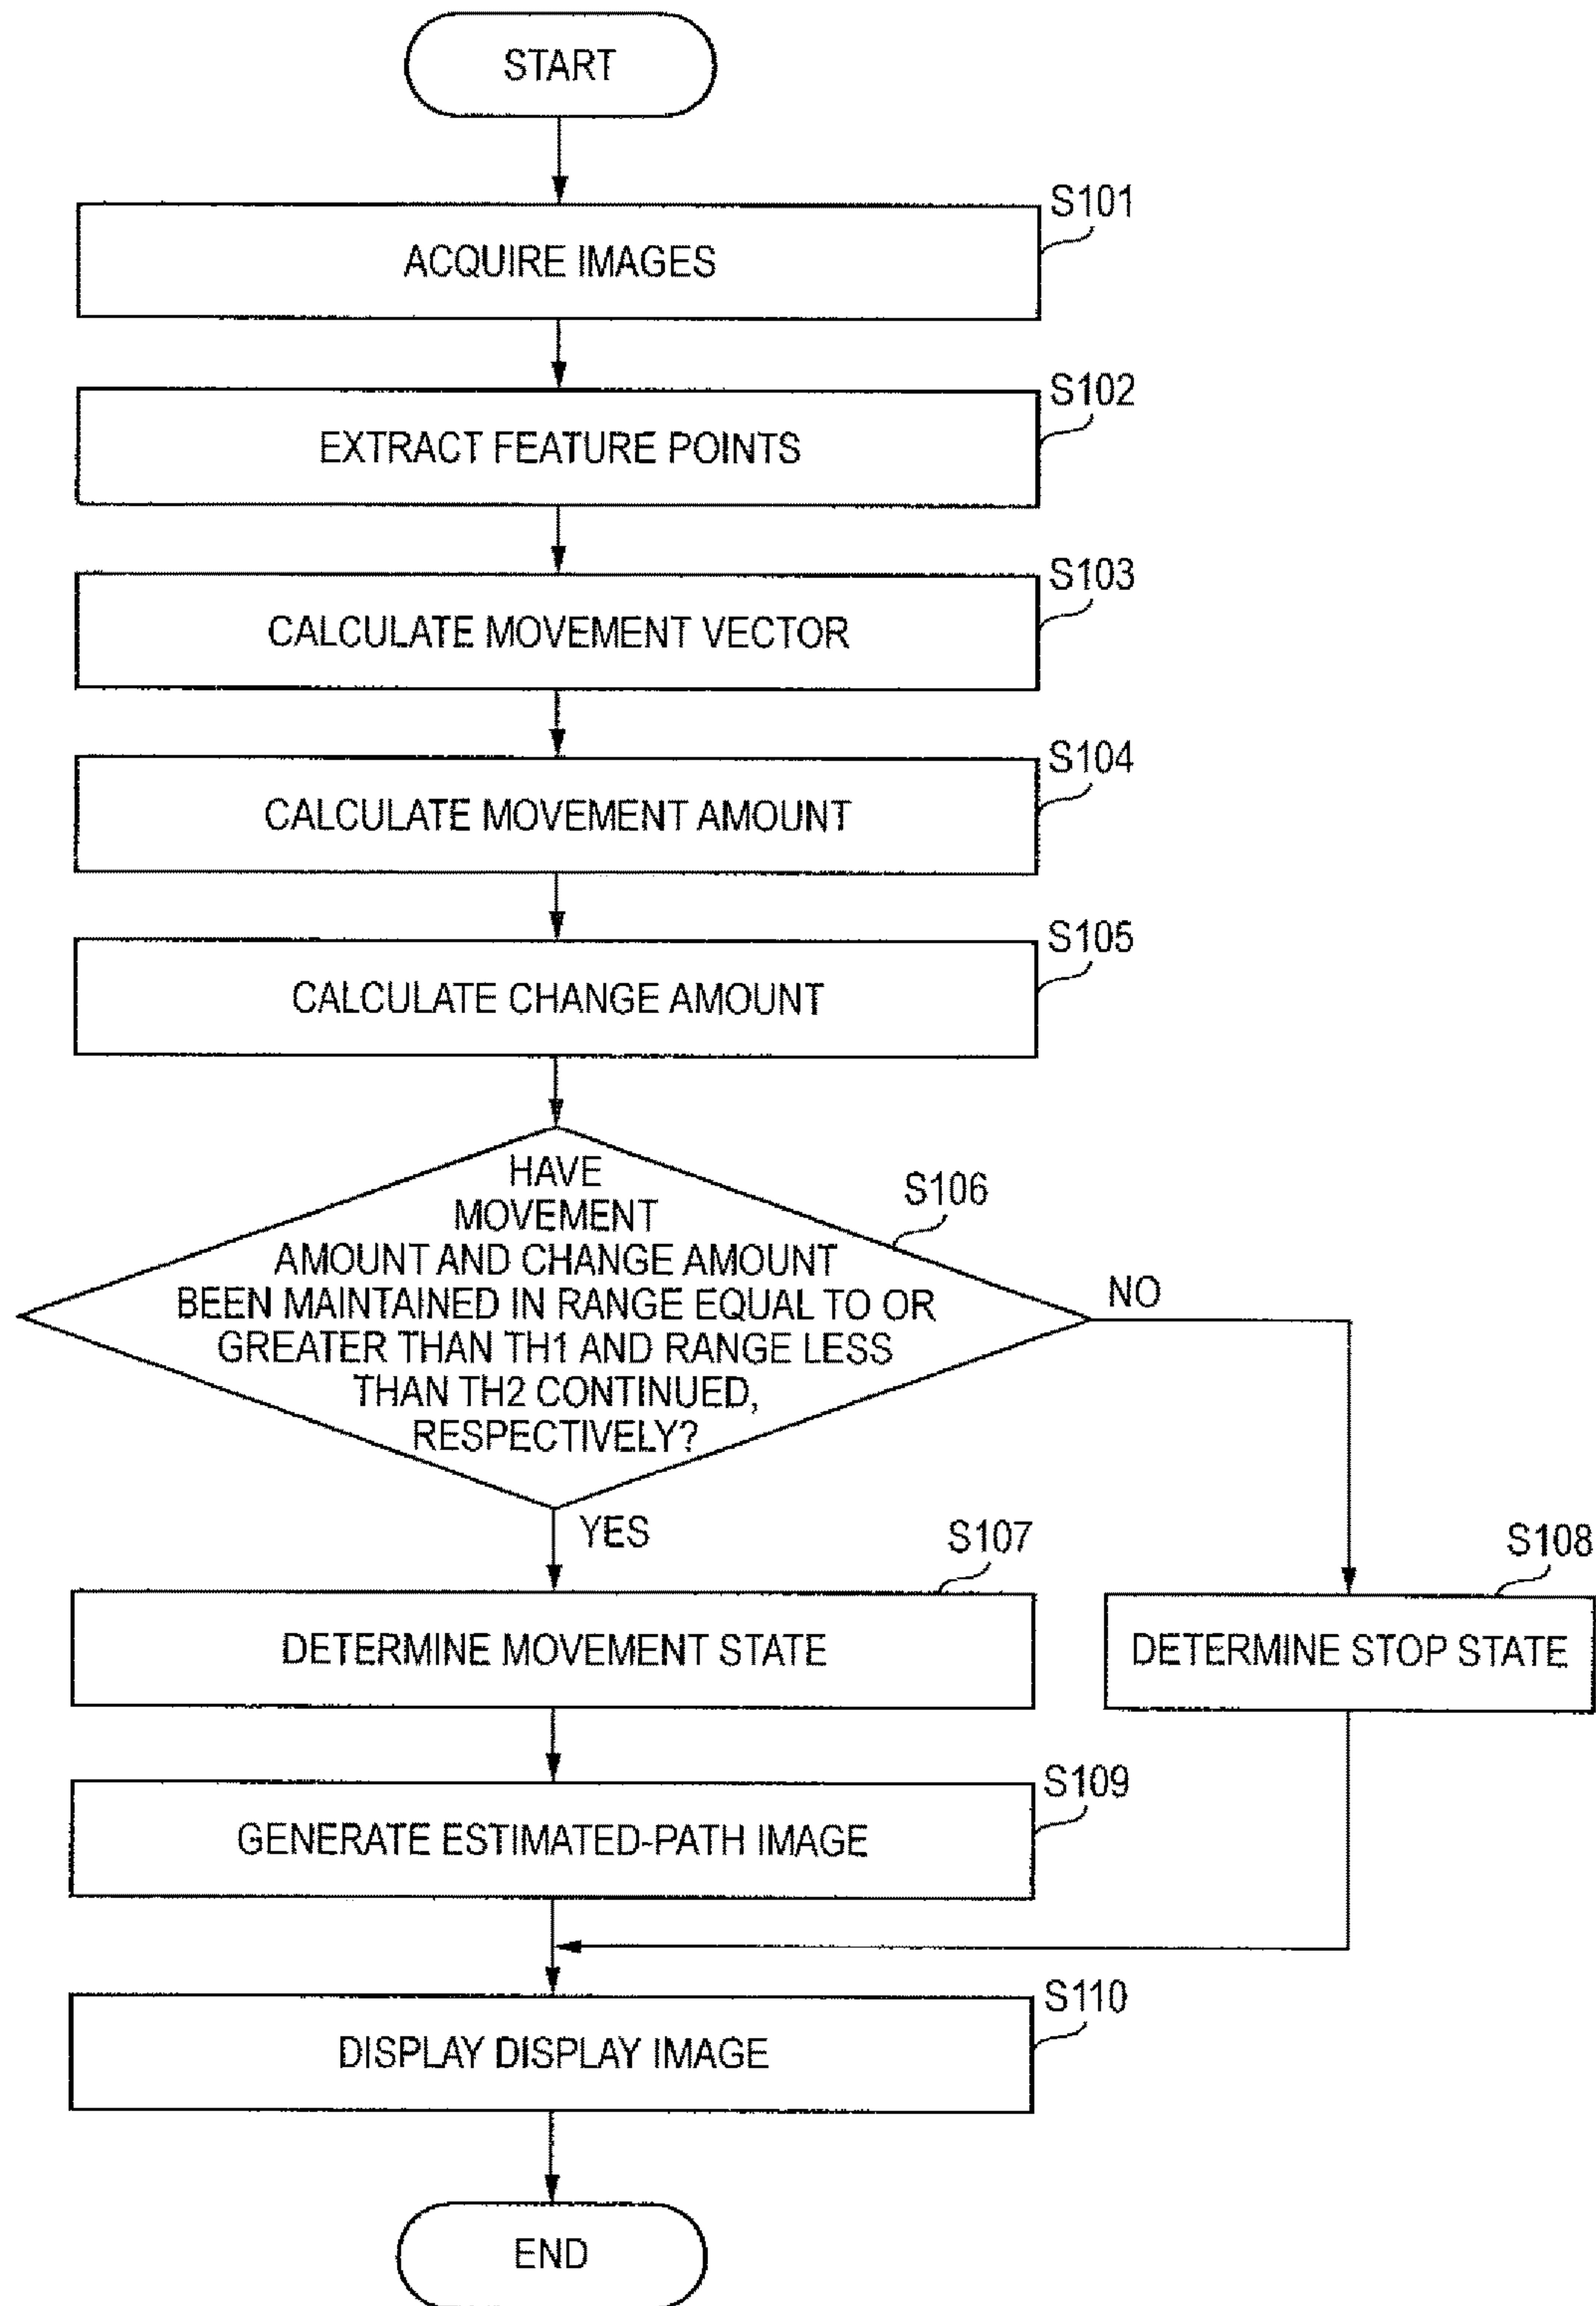 START
S101
ACQUIRE IMAGES
S102
EXTRACT FEATURE POINTS
S103
CALCULATE MOVEMENT VECTOR
S104
CALCULATE MOVEMENT AMOUNT
S105
CALCULATE CHANGE AMOUNT
S106
HAVE
MOVEMENT
AMOUNT AND CHANGE AMOUNT
BEEN MAINTAINED IN RANGE EQUAL TO OR
GREATER THAN TH1 AND RANGE LESS
THAN TH2 CONTINUED,
RESPECTIVELY?
NO
YES
S107
DETERMINE MOVEMENT STATE
S108
DETERMINE STOP STATE
S109
GENERATE ESTIMATED-PATH IMAGE
S110
DISPLAY DISPLAY IMAGE
END